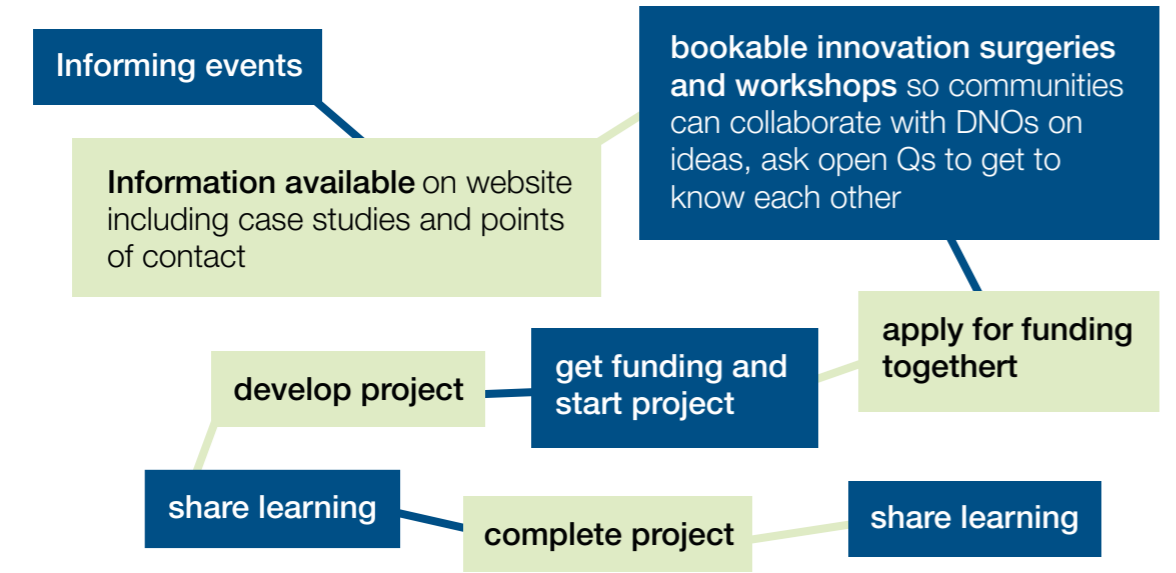 Informing events
Information available on website
including case studies and points
of contact
bookable innovation surgeries
and workshops so communities
can collaborate with DNOs on
ideas, ask open Qs to get to
know each other
apply for funding
togethert
get funding and
start project
develop project
share learning
complete project
share learning